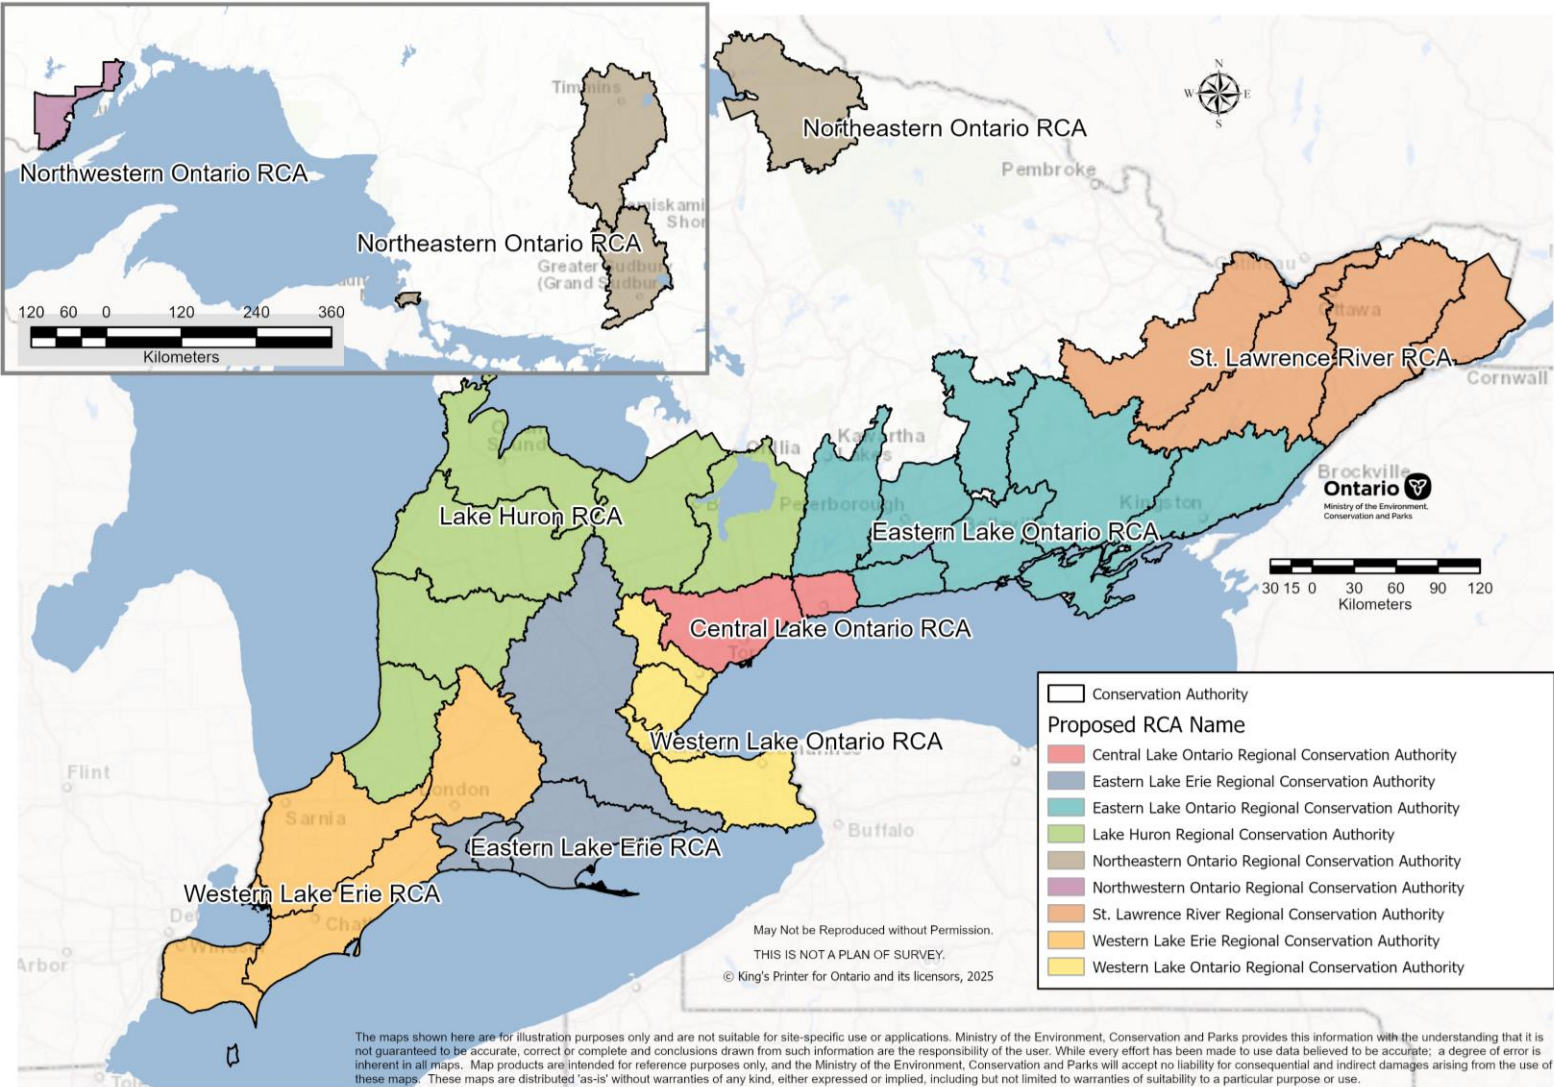 Timmins
Northwestern Ontario RCA
Northeastern Ontario RCA
Greater Sudbury
(Grand Sudbury
120 60 0 120 240 360
Kilometers
Northeastern Ontario RCA
N
W E
S
Pembroke
Gatineau
Ottawa
St. Lawrence River RCA
Cornwall
Sound
Orillia
Kawartha
Lakes
Lake Huron RCA
Peterborough
Kingston
Brockville
Eastern Lake Ontario RCA
Ontario
Ministry of the Environment,
Conservation and Parks
30 15 0 30 60 90 120
Kilometers
Central Lake Ontario RCA
Western Lake Ontario RCA
Flint
Sarnia
London
Buffalo
Eastern Lake Erie RCA
Western Lake Erie RCA
Windsor
Arbor
Conservation Authority
Proposed RCA Name
Central Lake Ontario Regional Conservation Authority
Eastern Lake Erie Regional Conservation Authority
Eastern Lake Ontario Regional Conservation Authority
Lake Huron Regional Conservation Authority
Northeastern Ontario Regional Conservation Authority
Northwestern Ontario Regional Conservation Authority
St. Lawrence River Regional Conservation Authority
Western Lake Erie Regional Conservation Authority
Western Lake Ontario Regional Conservation Authority
May Not be Reproduced without Permission.
THIS IS NOT A PLAN OF SURVEY.
© King's Printer for Ontario and its licensors, 2025
The maps shown here are for illustration purposes only and are not suitable for site-specific use or applications. Ministry of the Environment, Conservation and Parks provides this information with the understanding that it is
not guaranteed to be accurate, correct or complete and conclusions drawn from such information are the responsibility of the user. While every effort has been made to use data believed to be accurate; a degree of error is
inherent in all maps. Map products are intended for reference purposes only, and the Ministry of the Environment, Conservation and Parks will accept no liability for consequential and indirect damages arising from the use of
these maps. These maps are distributed 'as-is' without warranties of any kind, either expressed or implied, including but not limited to warranties of suitability to a particular purpose or use.